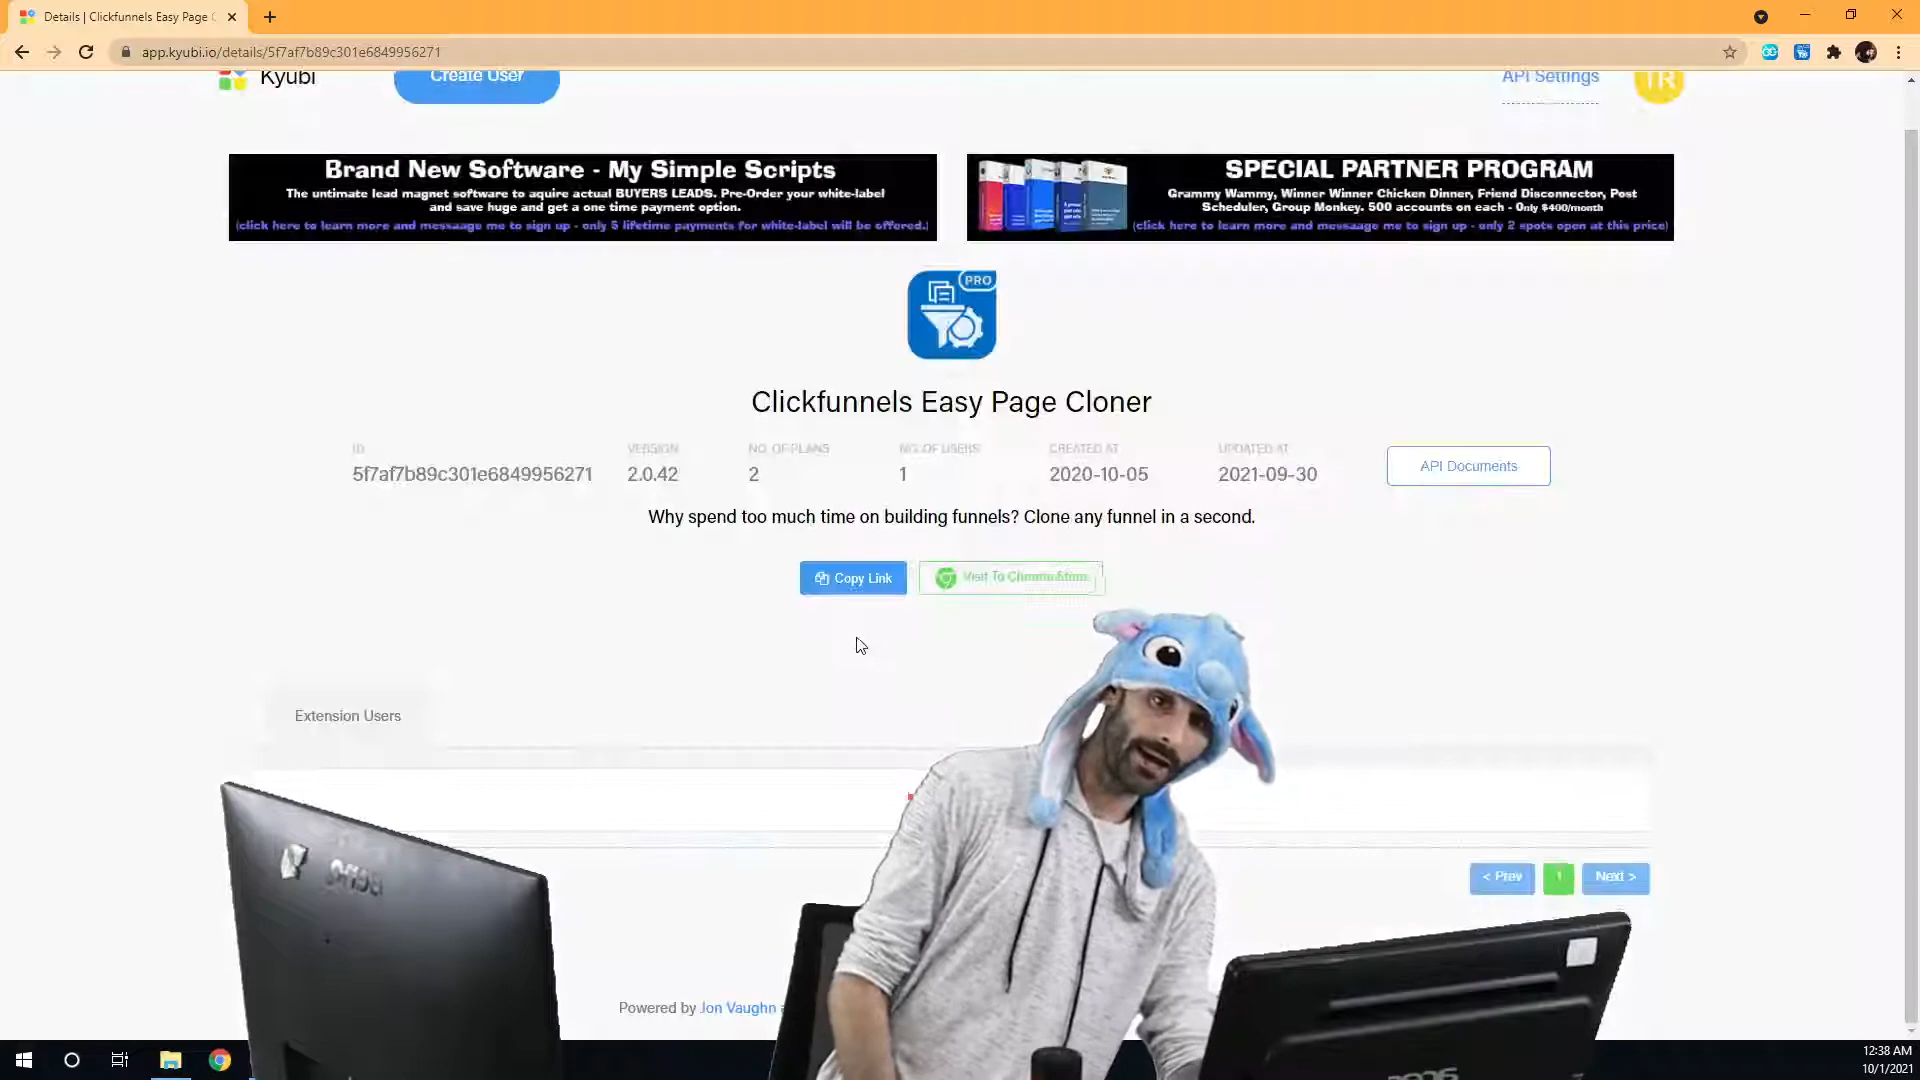 Details | Clickfunnels Easy Page C
app.kyubi.io/details/5f7af7b89c301e6849956271
Kyubi
Create User
API Settings
TR
Brand New Software - My Simple Scripts
The untimate lead magnet software to aquire actual BUYERS LEADS. Pre-Order your white-label
and save huge and get a one time payment option.
(click here to learn more and messaage me to sign up - only 5 lifetime payments for white-label will be offered.)
SPECIAL PARTNER PROGRAM
Grammy Wammy, Winner Winner Chicken Dinner, Friend Disconnector, Post
Scheduler, Group Monkey. 500 accounts on each - Only $400/month
(click here to learn more and messaage me to sign up - only 2 spots open at this price)
PRO
Clickfunnels Easy Page Cloner
ID
5f7af7b89c301e6849956271
VERSION
2.0.42
NO. OF PLANS
2
NO. OF USERS
1
CREATED AT
2020-10-05
UPDATED AT
2021-09-30
API Documents
Why spend too much time on building funnels? Clone any funnel in a second.
Copy Link
Visit To Chrome Store
Extension Users
< Prev
1
Next >
Powered by Jon Vaughn
12:38 AM
10/1/2021